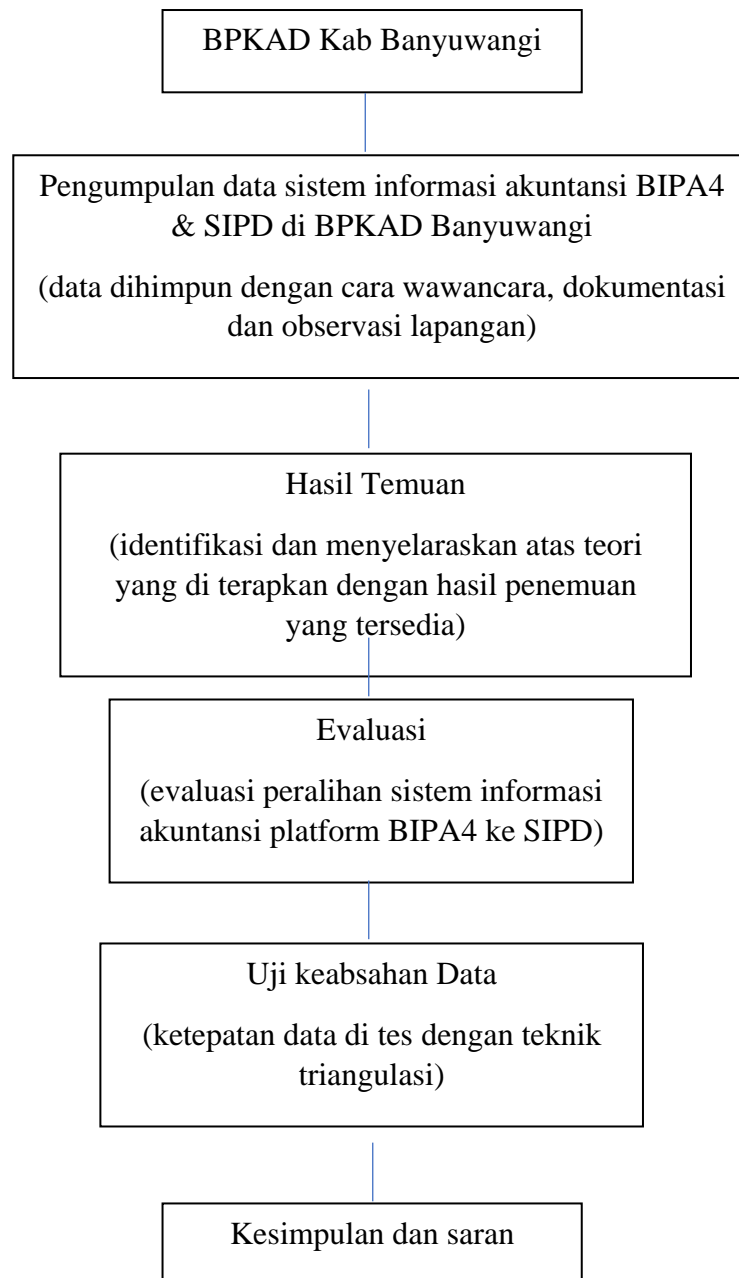 BPKAD Kab Banyuwangi
Pengumpulan data sistem informasi akuntansi BIPA4
& SIPD di BPKAD Banyuwangi
(data dihimpun dengan cara wawancara, dokumentasi
dan observasi lapangan)
Hasil Temuan
(identifikasi dan menyelaraskan atas teori
yang di terapkan dengan hasil penemuan
yang tersedia)
Evaluasi
(evaluasi peralihan sistem informasi
akuntansi platform BIPA4 ke SIPD)
Uji keabsahan Data
(ketepatan data di tes dengan teknik
triangulasi)
Kesimpulan dan saran